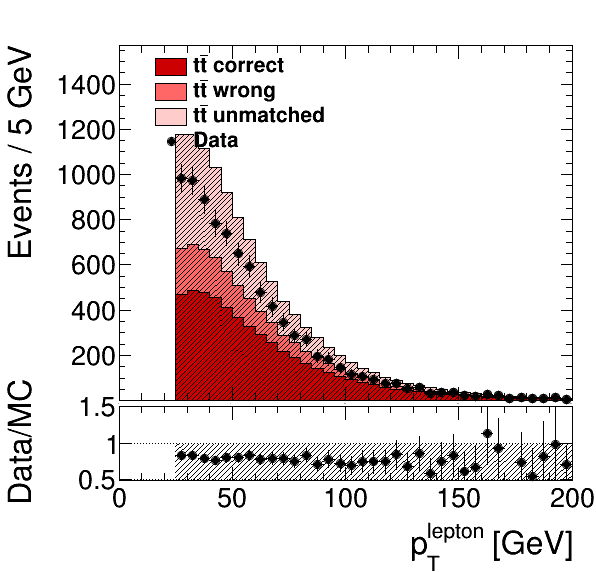 Events / 5 GeV
1400
1200
1000
800
600
400
200
tt̄ correct
tt̄ wrong
tt̄ unmatched
Data
Data/MC
1.5
1
0.5
0 50 100 150 200
p_T^lepton [GeV]